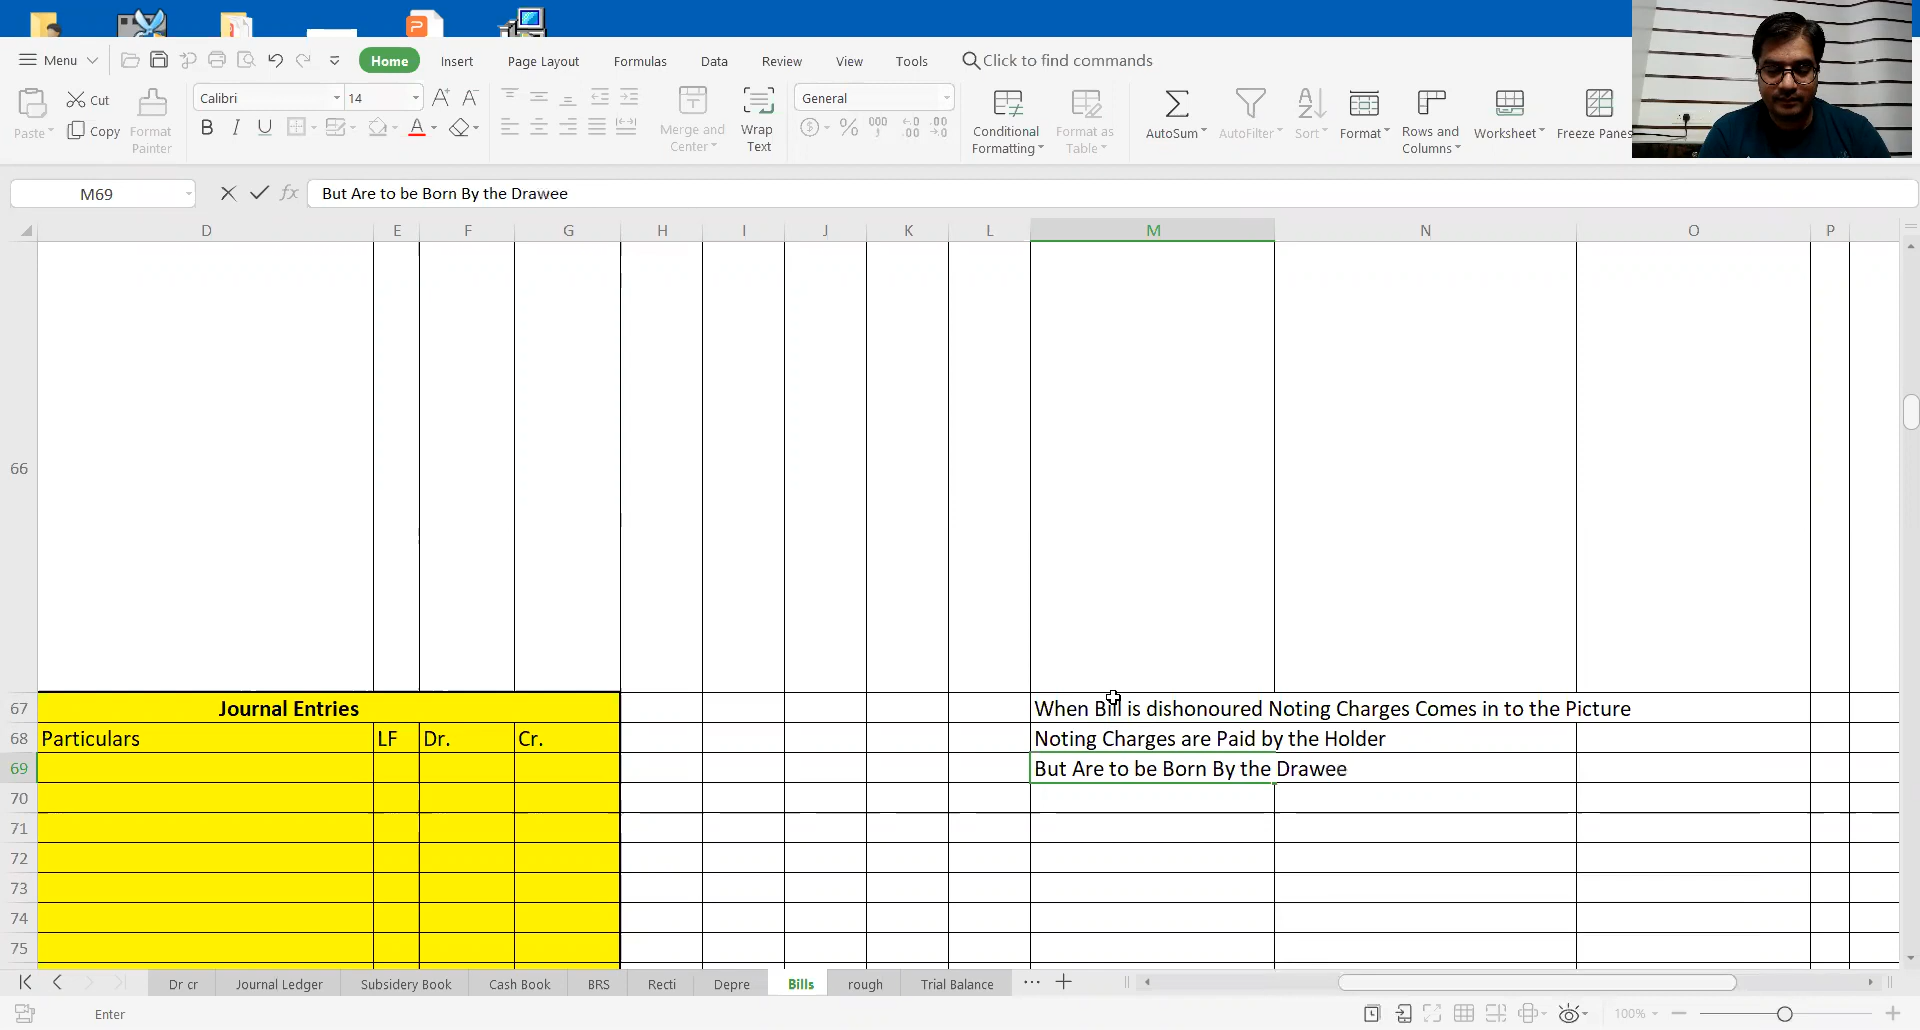 Menu Home Insert Page Layout Formulas Data Review View Tools Click to find commands
Paste Cut Copy Format Painter
Calibri 14
B I U A
Merge and Center Wrap Text
General
Conditional Formatting Format as Table AutoSum AutoFilter Sort Format Rows and Columns Worksheet Freeze Panes
M69 fx But Are to be Born By the Drawee
D E F G H I J K L M N O P
66
67 Journal Entries When Bill is dishonoured Noting Charges Comes in to the Picture
68 Particulars LF Dr. Cr. Noting Charges are Paid by the Holder
69 But Are to be Born By the Drawee
70
71
72
73
74
75
Dr cr Journal Ledger Subsidery Book Cash Book BRS Recti Depre Bills rough Trial Balance ...
Enter 100%